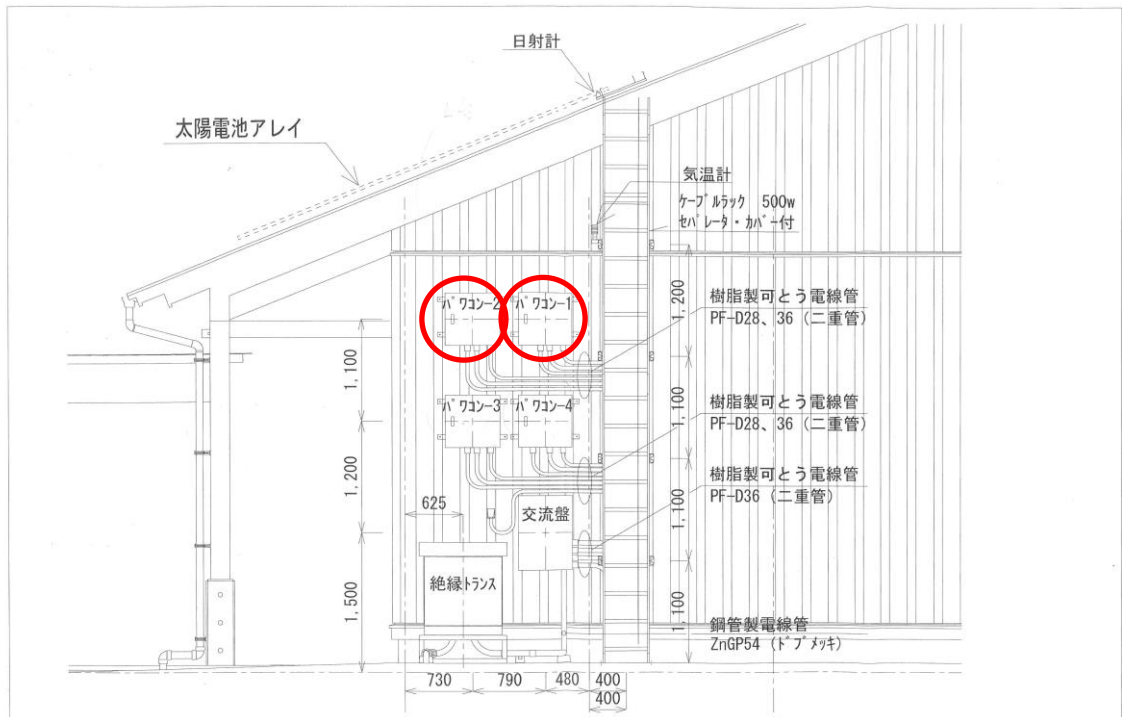 日射計
太陽電池アレイ
気温計
ケーブルラック 500w
セパレータ・カバー付
パワコン-2
パワコン-1
1,200
樹脂製可とう電線管
PF-D28、36 (二重管)
1,100
パワコン-3
パワコン-4
1,100
樹脂製可とう電線管
PF-D28、36 (二重管)
1,200
樹脂製可とう電線管
PF-D36 (二重管)
625
交流盤
1,100
絶縁トランス
1,500
1,100
鋼管製電線管
ZnGP54 (ドブメッキ)
730
790
480
400
400